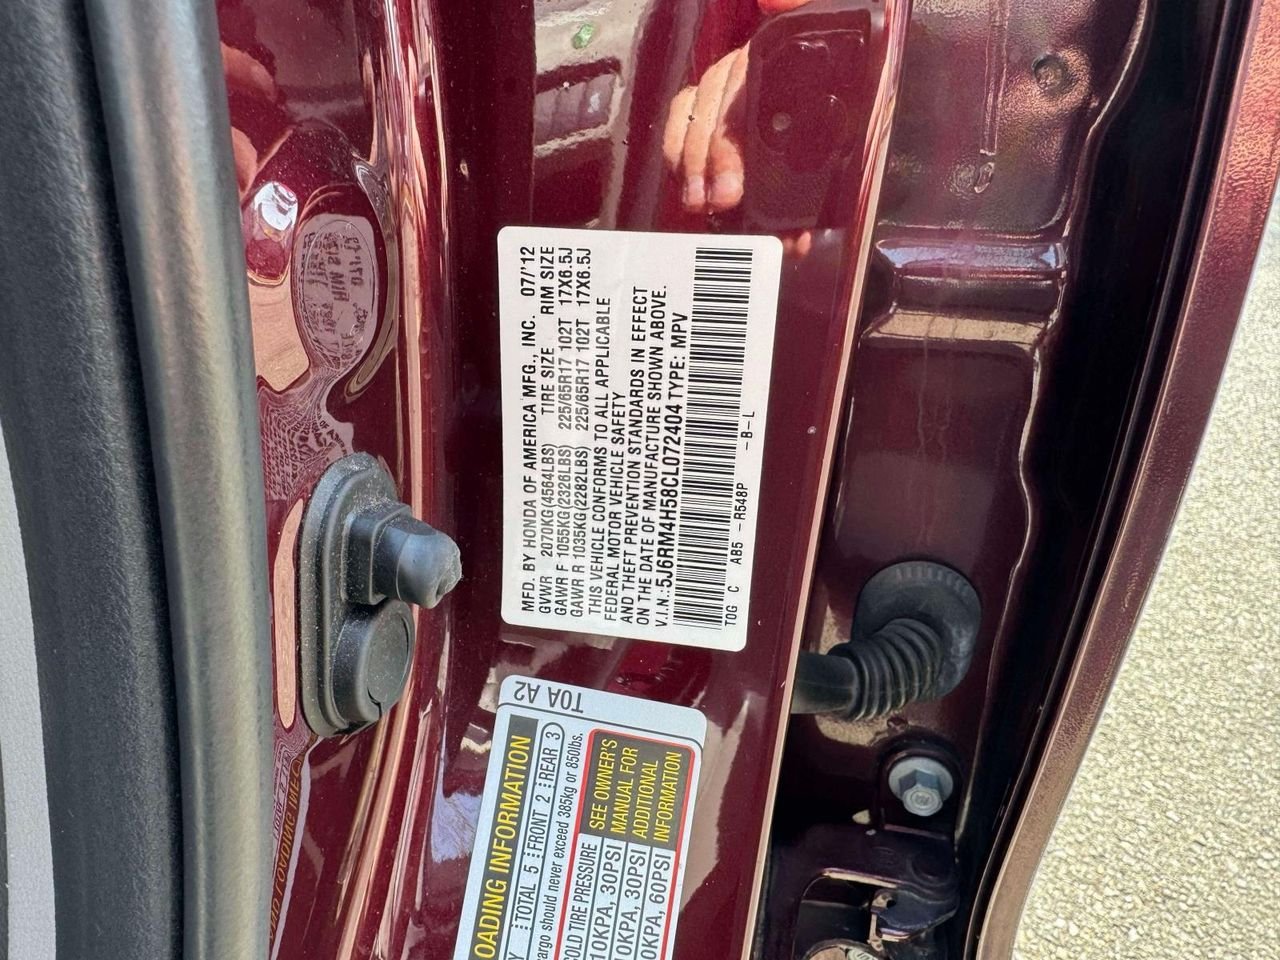 MFD. BY HONDA OF AMERICA MFG., INC. 07/'12
GVWR 2070KG(4564LBS) TIRE SIZE RIM SIZE
GAWR F 1055KG(2326LBS) 225/65R17 102T 17X6.5J
GAWR R 1035KG(2282LBS) 225/65R17 102T 17X6.5J
THIS VEHICLE CONFORMS TO ALL APPLICABLE
FEDERAL MOTOR VEHICLE SAFETY
AND THEFT PREVENTION STANDARDS IN EFFECT
ON THE DATE OF MANUFACTURE SHOWN ABOVE.
V.I.N.:5J6RM4H58CL072404 TYPE: MPV
TOG C AB5 -R548P -B-L
TOA A2
LOADING INFORMATION
TOTAL 5 FRONT 2 REAR 3
cargo should never exceed 385kg or 850lbs.
COLD TIRE PRESSURE
10KPA, 30PSI
10KPA, 30PSI
0KPA, 60PSI
SEE OWNER'S
MANUAL FOR
ADDITIONAL
INFORMATION